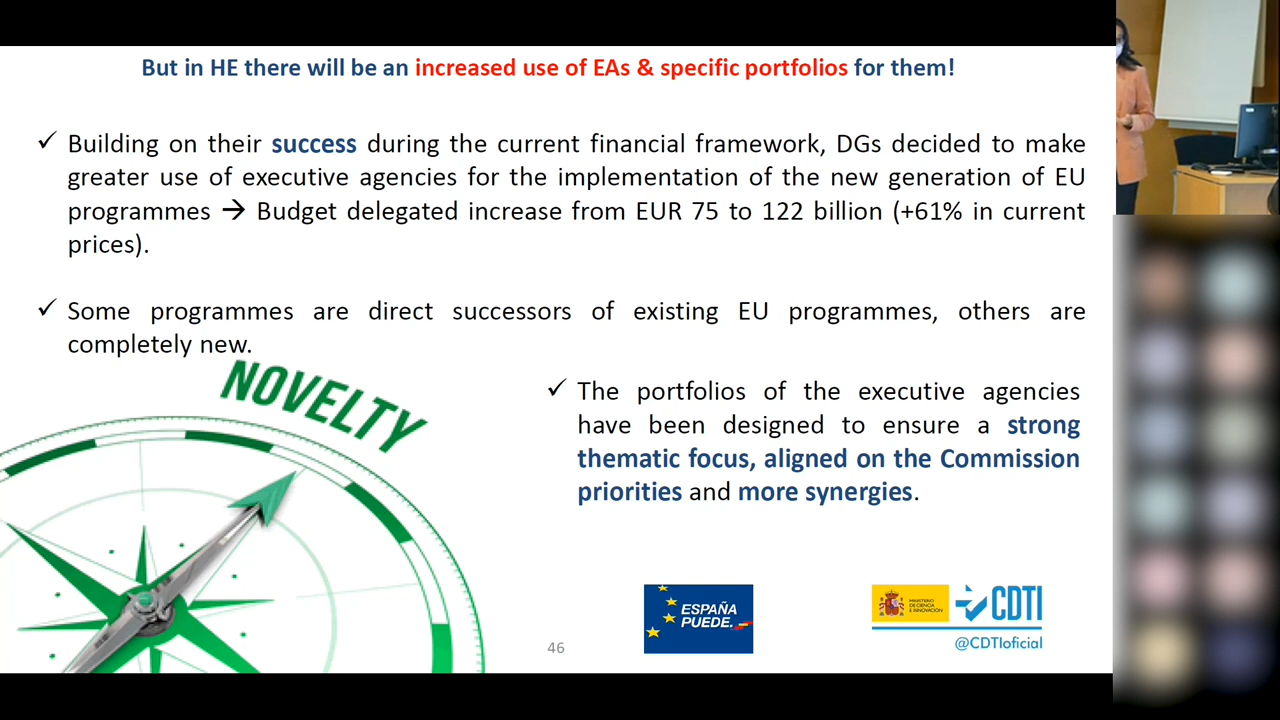 But in HE there will be an increased use of EAs & specific portfolios for them!
✓ Building on their success during the current financial framework, DGs decided to make
greater use of executive agencies for the implementation of the new generation of EU
programmes → Budget delegated increase from EUR 75 to 122 billion (+61% in current
prices).
✓ Some programmes are direct successors of existing EU programmes, others are
completely new.
NOVELTY
✓ The portfolios of the executive agencies
have been designed to ensure a strong
thematic focus, aligned on the Commission
priorities and more synergies.
ESPAÑA
PUEDE.
MINISTERIO
DE CIENCIA
E INNOVACIÓN
CDTI
@CDTIoficial
46